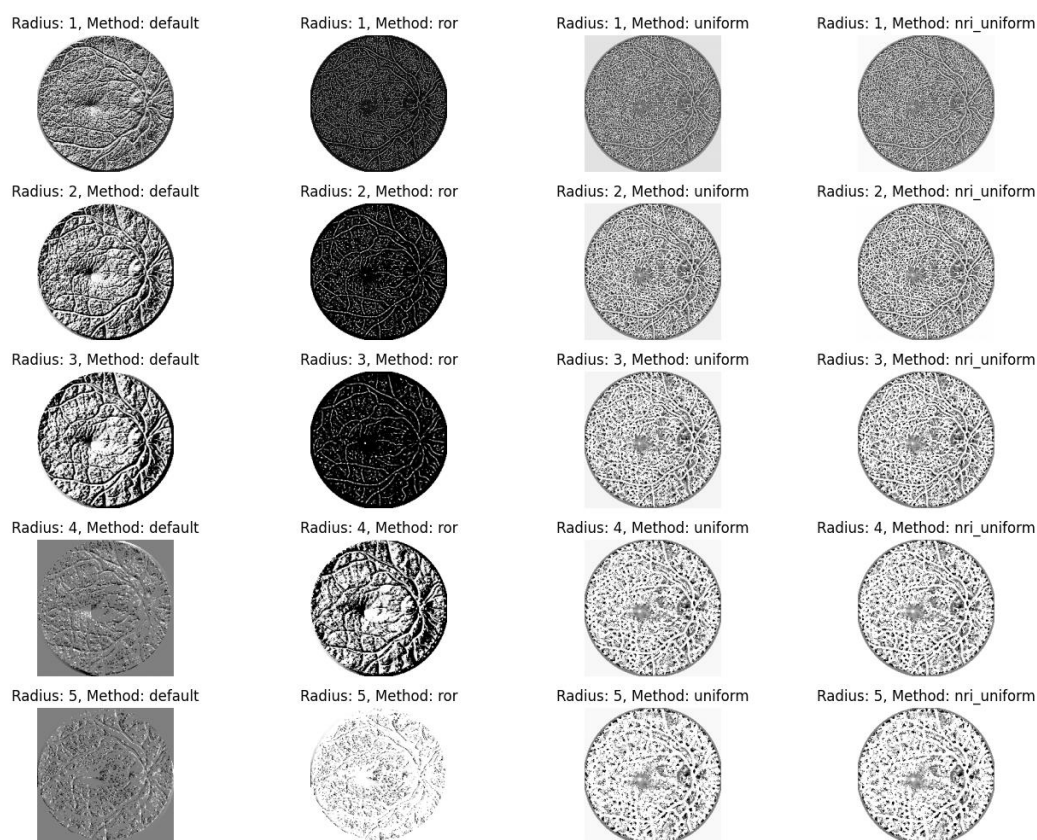 Radius: 1, Method: default
Radius: 1, Method: ror
Radius: 1, Method: uniform
Radius: 1, Method: nri_uniform
Radius: 2, Method: default
Radius: 2, Method: ror
Radius: 2, Method: uniform
Radius: 2, Method: nri_uniform
Radius: 3, Method: default
Radius: 3, Method: ror
Radius: 3, Method: uniform
Radius: 3, Method: nri_uniform
Radius: 4, Method: default
Radius: 4, Method: ror
Radius: 4, Method: uniform
Radius: 4, Method: nri_uniform
Radius: 5, Method: default
Radius: 5, Method: ror
Radius: 5, Method: uniform
Radius: 5, Method: nri_uniform